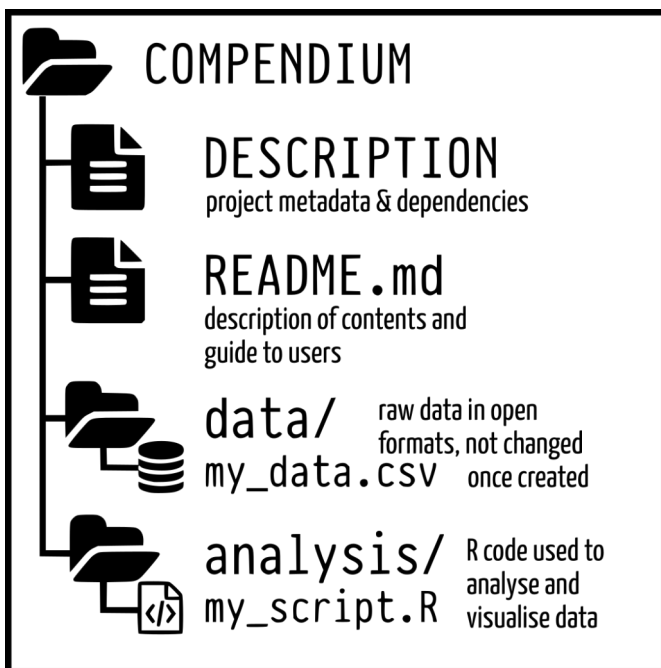 COMPENDIUM
DESCRIPTION
project metadata & dependencies
README.md
description of contents and
guide to users
data/
my_data.csv
raw data in open
formats, not changed
once created
analysis/
my_script.R
R code used to
analyse and
visualise data